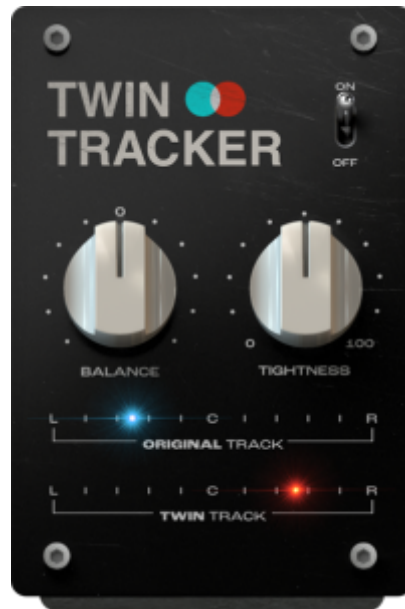 TWIN
TRACKER
ON
OFF
0
0 100
BALANCE TIGHTNESS
L C R
ORIGINAL TRACK
L C R
TWIN TRACK